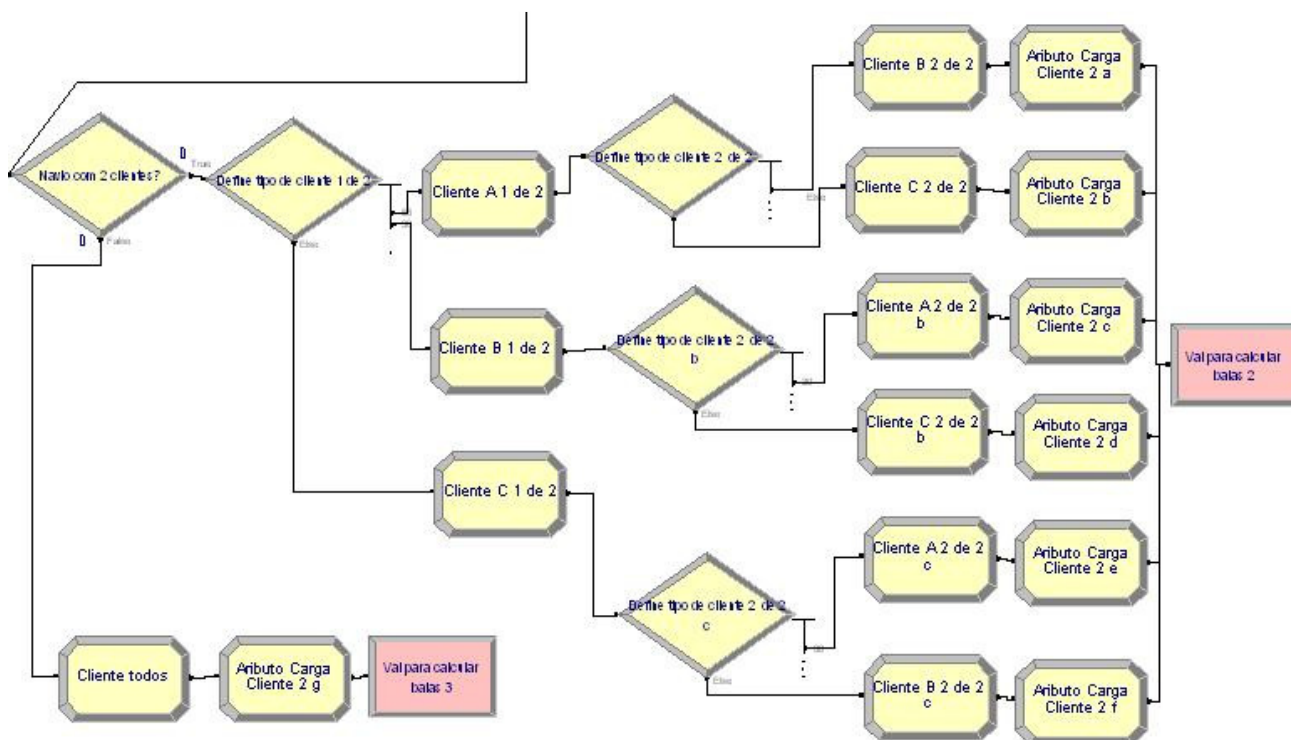 Navio com 2 clientes?
0
True
0
False
Define tipo de cliente 1 de 2
Else
Cliente A 1 de 2
Define tipo de cliente 2 de 2
Else
Cliente B 2 de 2
Aributo Carga
Cliente 2 a
Cliente C 2 de 2
Aributo Carga
Cliente 2 b
Cliente B 1 de 2
Define tipo de cliente 2 de 2
b
Else
Cliente A 2 de 2
b
Aributo Carga
Cliente 2 c
Cliente C 2 de 2
b
Aributo Carga
Cliente 2 d
Vai para calcular
balas 2
Cliente C 1 de 2
Define tipo de cliente 2 de 2
c
Else
Cliente A 2 de 2
c
Aributo Carga
Cliente 2 e
Cliente B 2 de 2
c
Aributo Carga
Cliente 2 f
Cliente todos
Aributo Carga
Cliente 2 g
Vai para calcular
balas 3